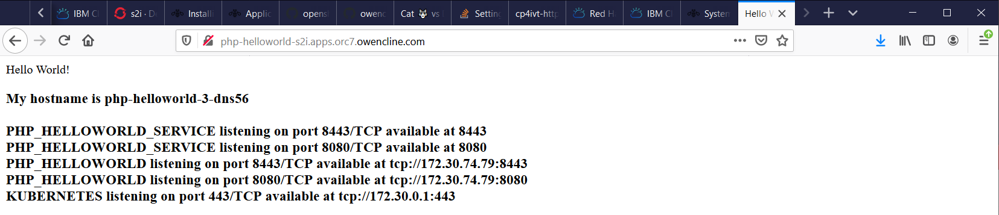 IBM Cl
s2i · De
Installi
Applic
opens
owenc
Cat 🐺 vs
Setting
cp4ivt-http
Red Ha
IBM Cl
System
Hello W
php-helloworld-s2i.apps.orc7.owencline.com
Hello World!
My hostname is php-helloworld-3-dns56
PHP_HELLOWORLD_SERVICE listening on port 8443/TCP available at 8443
PHP_HELLOWORLD_SERVICE listening on port 8080/TCP available at 8080
PHP_HELLOWORLD listening on port 8443/TCP available at tcp://172.30.74.79:8443
PHP_HELLOWORLD listening on port 8080/TCP available at tcp://172.30.74.79:8080
KUBERNETES listening on port 443/TCP available at tcp://172.30.0.1:443